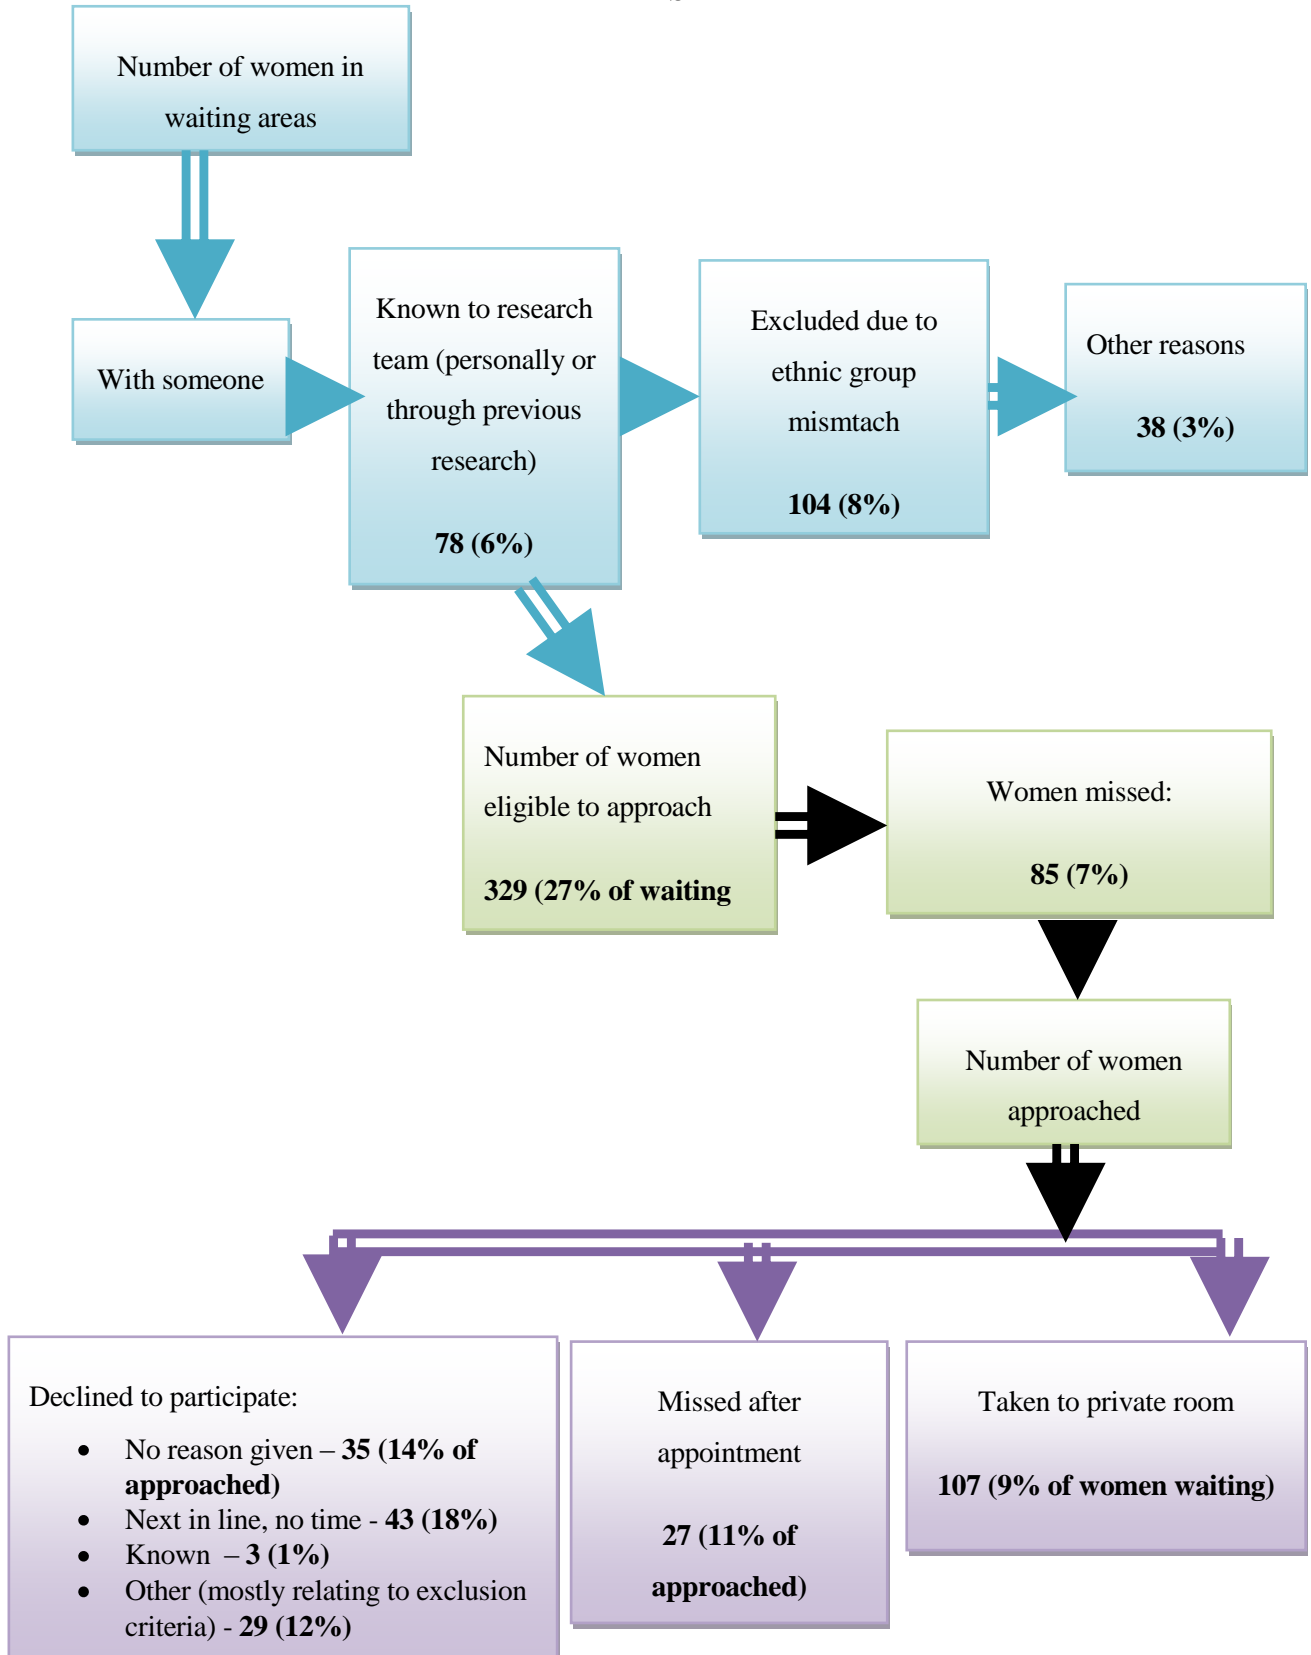 Number of women in
waiting areas
With someone
Known to research
team (personally or
through previous
research)
78 (6%)
Excluded due to
ethnic group
mismtach
104 (8%)
Other reasons
38 (3%)
Number of women
eligible to approach
329 (27% of waiting
Women missed:
85 (7%)
Number of women
approached
Declined to participate:
• No reason given – 35 (14% of
approached)
• Next in line, no time - 43 (18%)
• Known – 3 (1%)
• Other (mostly relating to exclusion
criteria) - 29 (12%)
Missed after
appointment
27 (11% of
approached)
Taken to private room
107 (9% of women waiting)